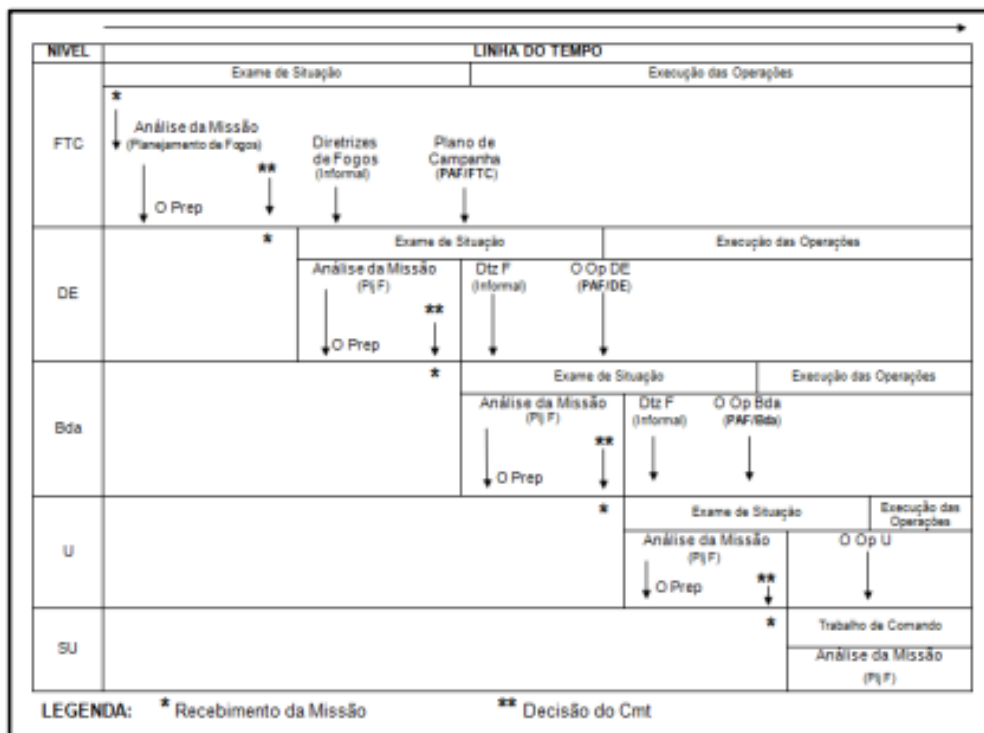 NÍVEL
LINHA DO TEMPO
Exame de Situação
Execução das Operações
FTC
*
Análise da Missão
(Planejamento de Fogos)
**
O Prep
Diretrizes
de Fogos
(Informal)
Plano de
Campanha
(PAF/FTC)
DE
*
Exame de Situação
Execução das Operações
Análise da Missão
(Plj F)
**
O Prep
Dtz F
(Informal)
O Op DE
(PAF/DE)
Bda
*
Exame de Situação
Execução das Operações
Análise da Missão
(Plj F)
**
O Prep
Dtz F
(Informal)
O Op Bda
(PAF/Bda)
U
*
Exame de Situação
Execução das
Operações
Análise da Missão
(Plj F)
**
O Prep
O Op U
SU
*
Trabalho de Comando
Análise da Missão
(Plj F)
LEGENDA: * Recebimento da Missão ** Decisão do Cmt